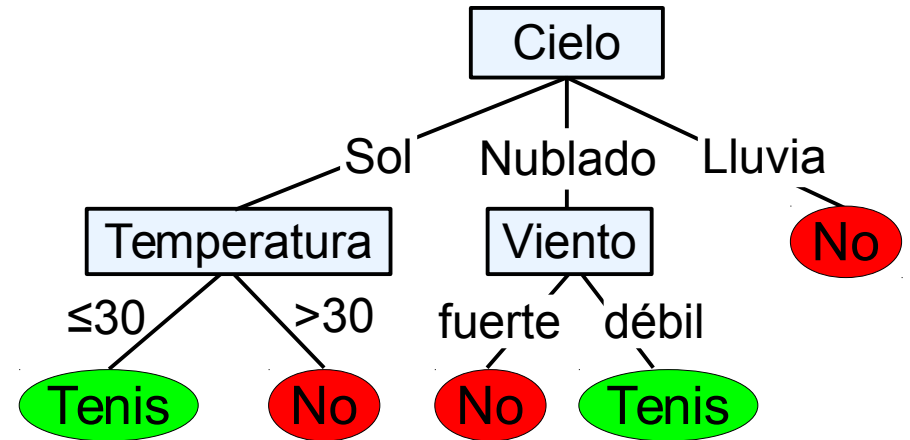 Cielo
Sol Nublado Lluvia
Temperatura Viento No
≤30 >30 fuerte débil
Tenis No No Tenis